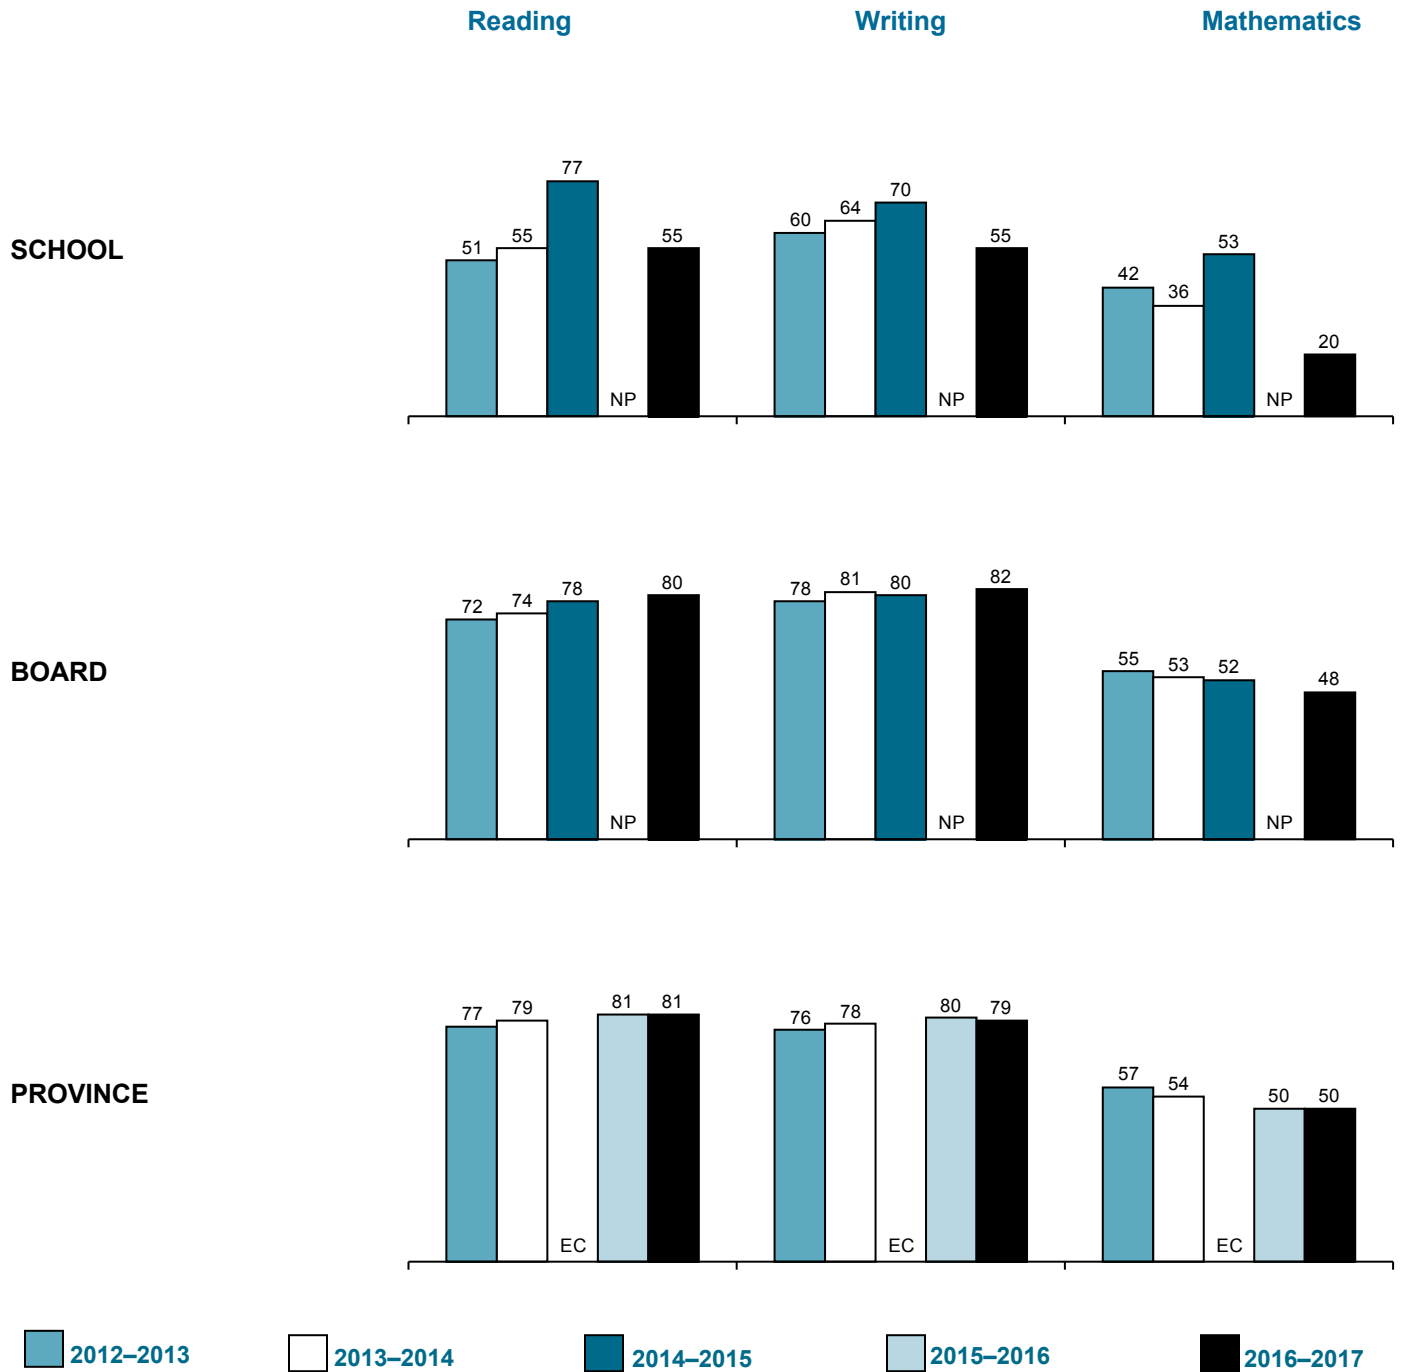 Reading Writing Mathematics
SCHOOL
51 55 77 NP 55
60 64 70 NP 55
42 36 53 NP 20
BOARD
72 74 78 NP 80
78 81 80 NP 82
55 53 52 NP 48
PROVINCE
77 79 EC 81 81
76 78 EC 80 79
57 54 EC 50 50
2012–2013 2013–2014 2014–2015 2015–2016 2016–2017